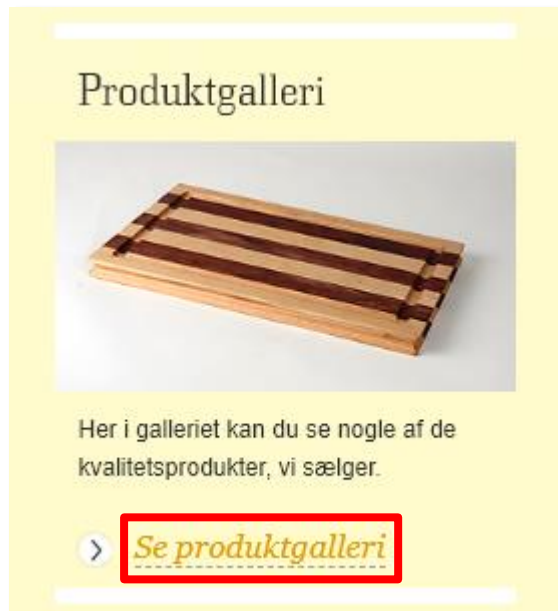 Produktgalleri
Her i galleriet kan du se nogle af de
kvalitetsprodukter, vi sælger.
Se produktgalleri